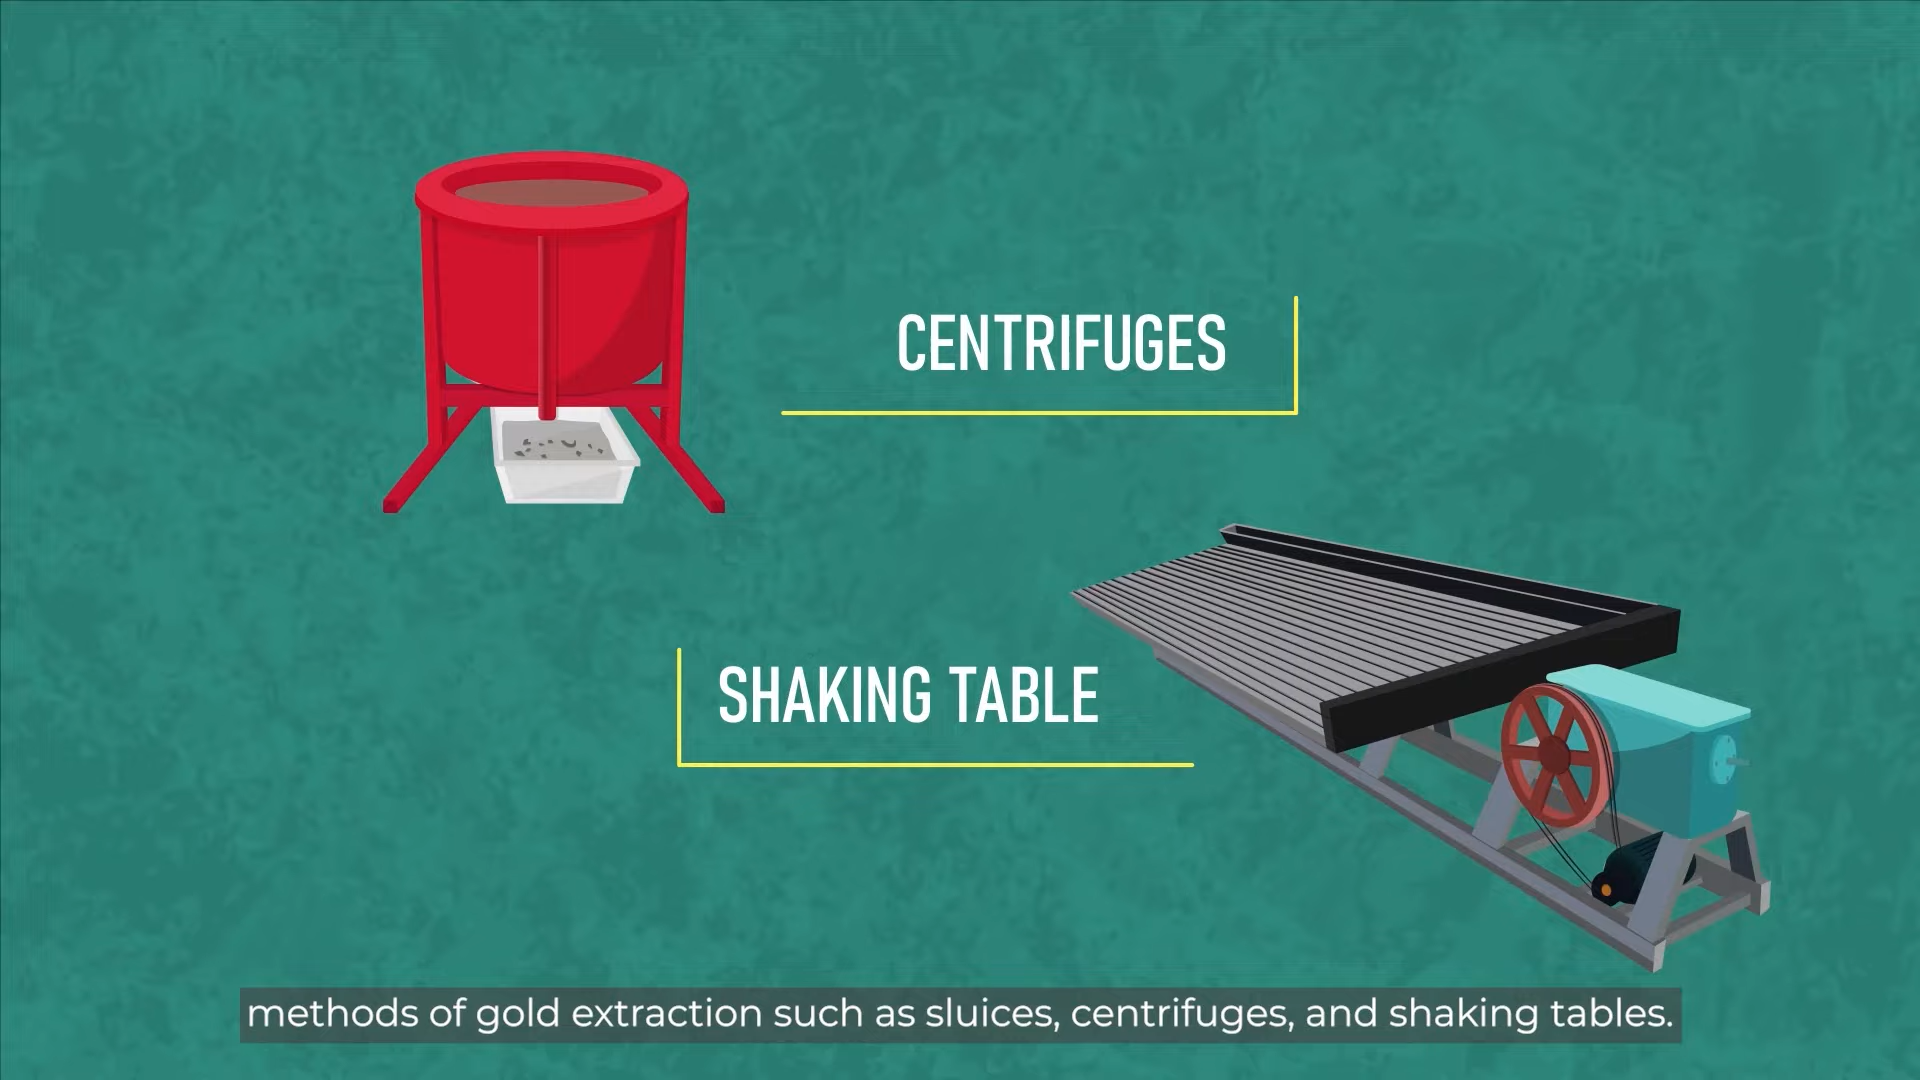 CENTRIFUGES
SHAKING TABLE
methods of gold extraction such as sluices, centrifuges, and shaking tables.